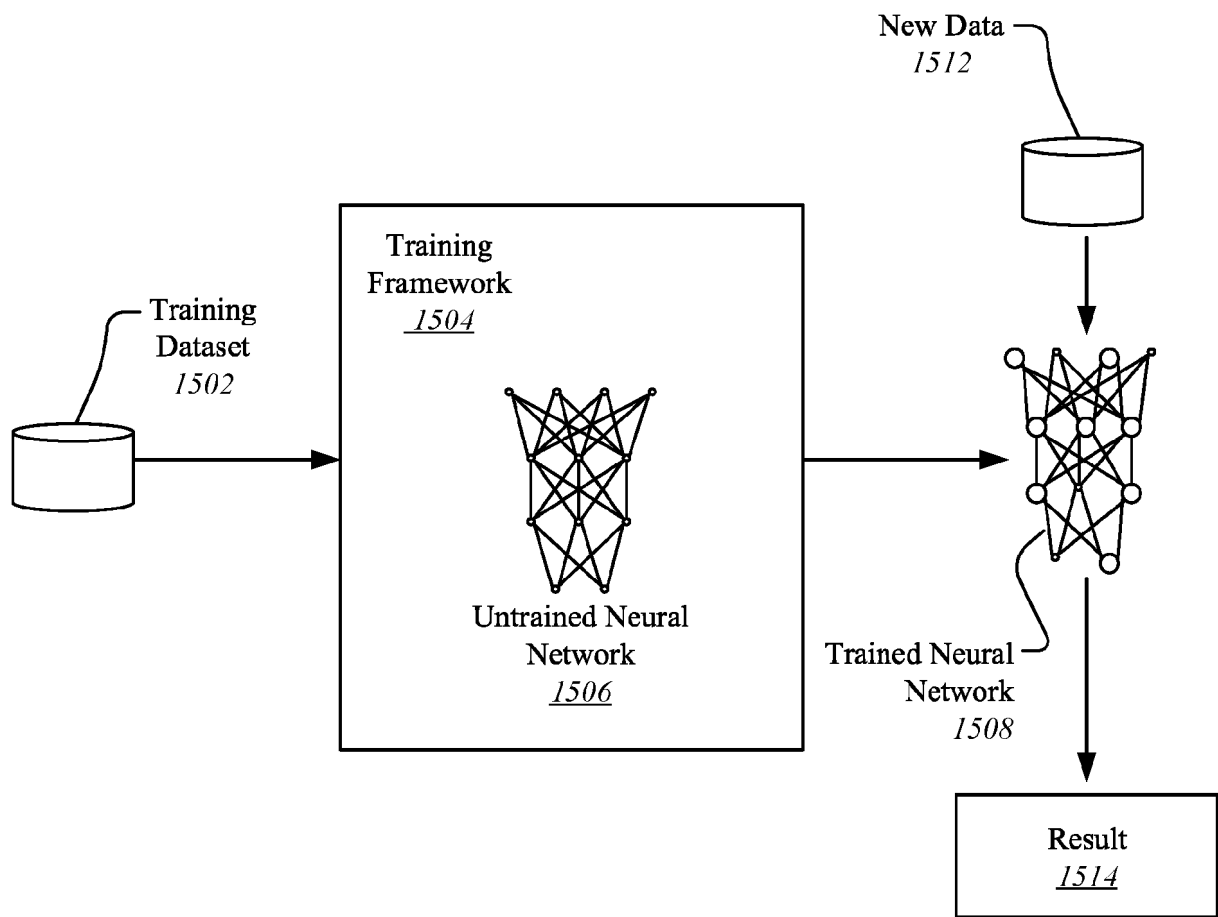 New Data
1512
Training
Framework
1504
Training
Dataset
1502
Untrained Neural
Network
1506
Trained Neural
Network
1508
Result
1514